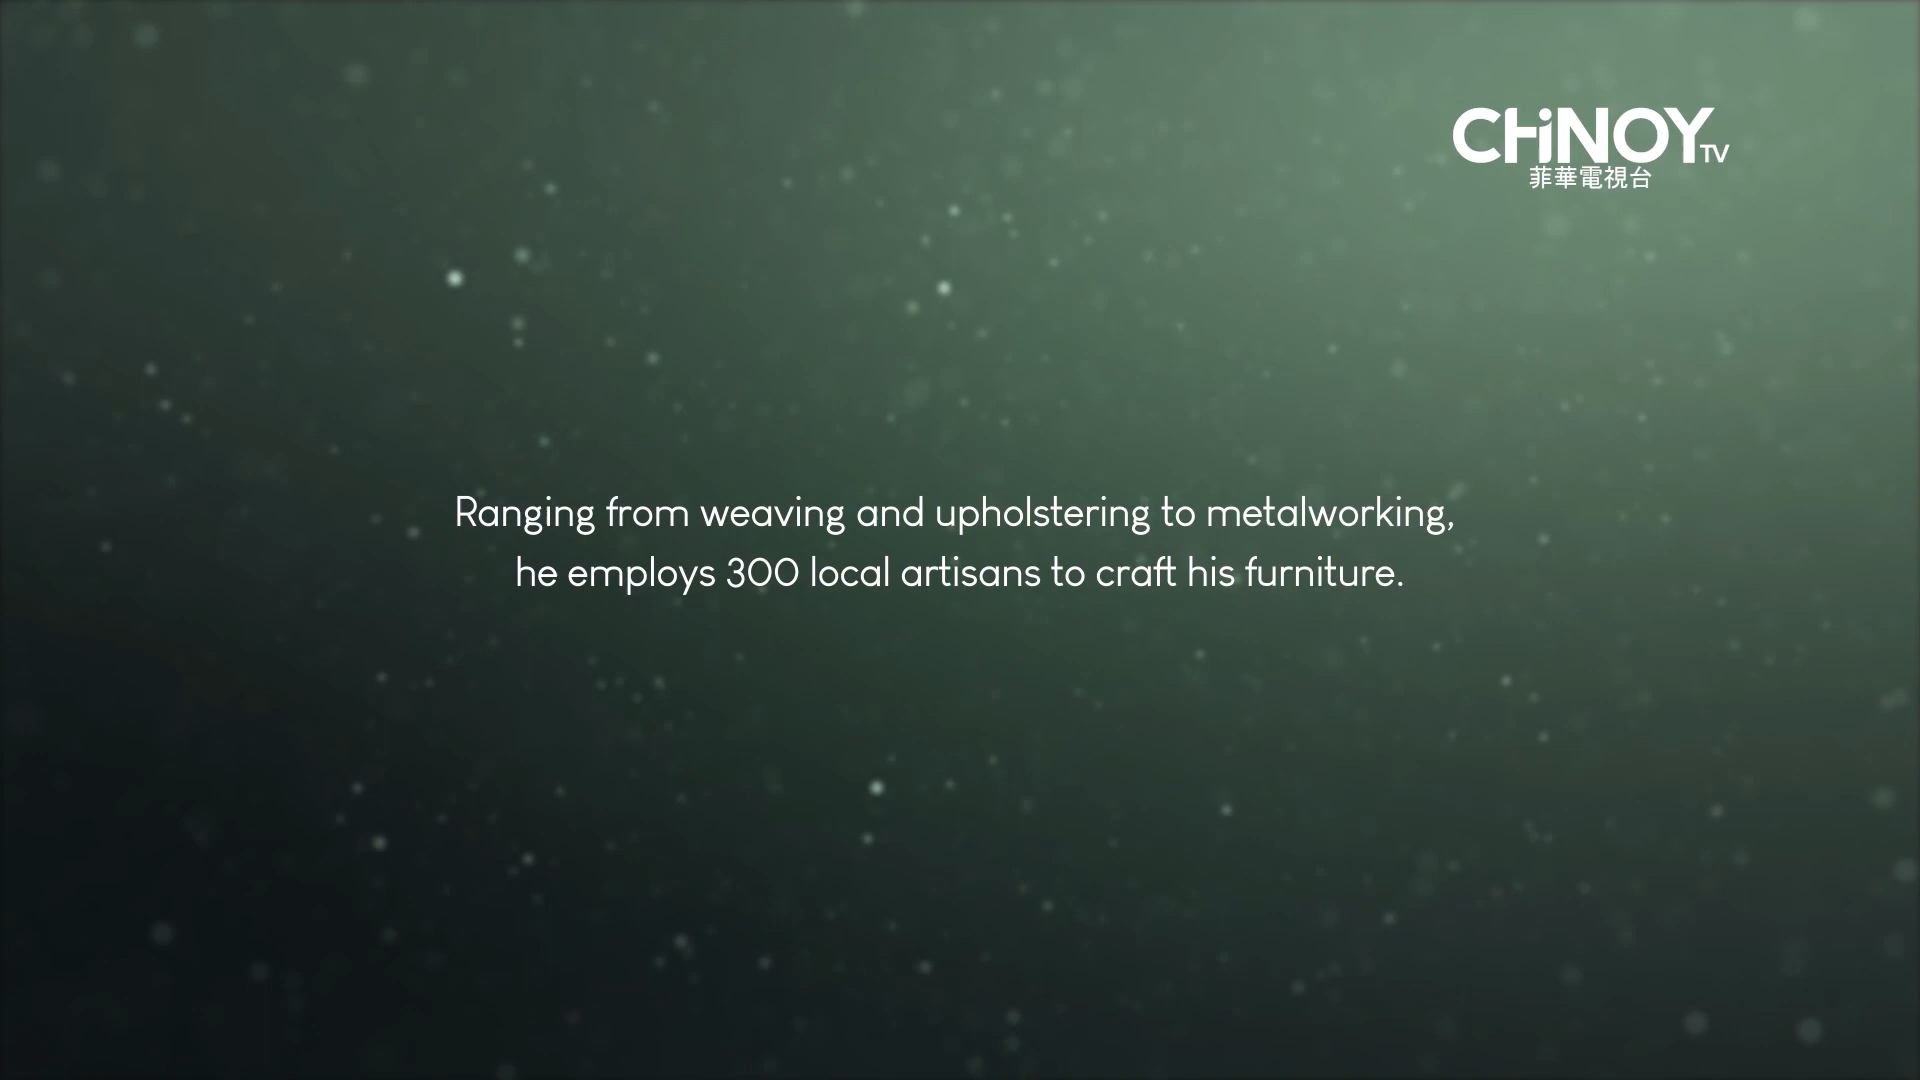 CHiNOY TV
菲華電視台
Ranging from weaving and upholstering to metalworking,
he employs 300 local artisans to craft his furniture.